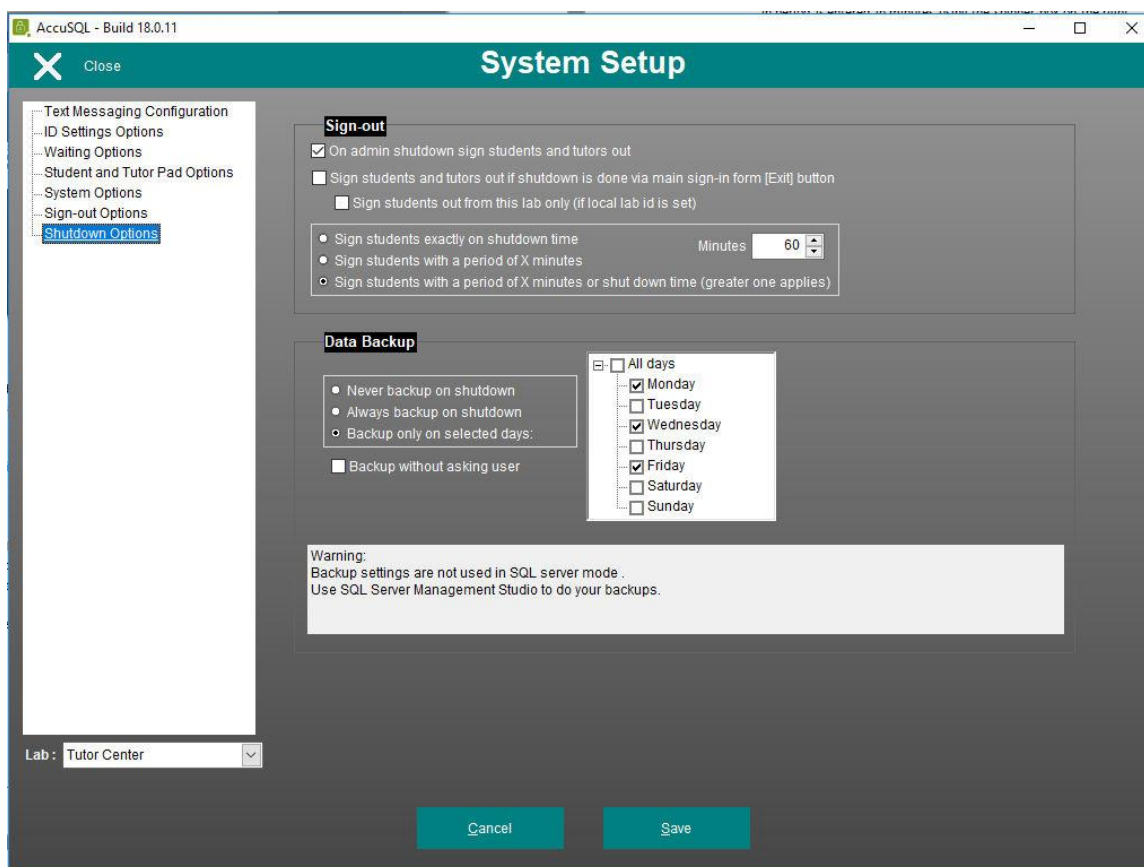 AccuSQL - Build 18.0.11
Close
System Setup
Text Messaging Configuration
ID Settings Options
Waiting Options
Student and Tutor Pad Options
System Options
Sign-out Options
Shutdown Options
Sign-out
On admin shutdown sign students and tutors out
Sign students and tutors out if shutdown is done via main sign-in form [Exit] button
Sign students out from this lab only (if local lab id is set)
Sign students exactly on shutdown time
Minutes 60
Sign students with a period of X minutes
Sign students with a period of X minutes or shut down time (greater one applies)
Data Backup
Never backup on shutdown
Always backup on shutdown
Backup only on selected days:
Backup without asking user
All days
Monday
Tuesday
Wednesday
Thursday
Friday
Saturday
Sunday
Warning:
Backup settings are not used in SQL server mode .
Use SQL Server Management Studio to do your backups.
Lab: Tutor Center
Cancel
Save